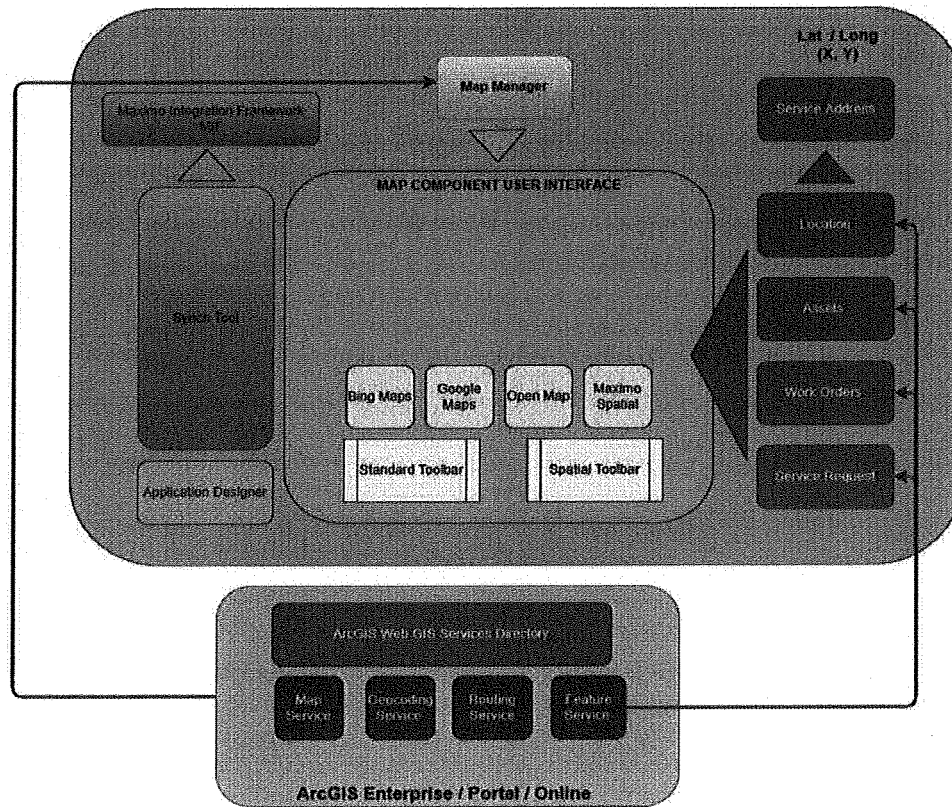 Lat / Long
(X, Y)
Map Manager
Maximo Integration Framework
MIF
Service Address
MAP COMPONENT USER INTERFACE
Location
Synch Tool
Assets
Bing Maps
Google Maps
Open Map
Maximo Spatial
Work Orders
Standard Toolbar
Spatial Toolbar
Application Designer
Service Request
ArcGIS Web GIS Services Directory
Map Service
Geocoding Service
Routing Service
Feature Service
ArcGIS Enterprise / Portal / Online